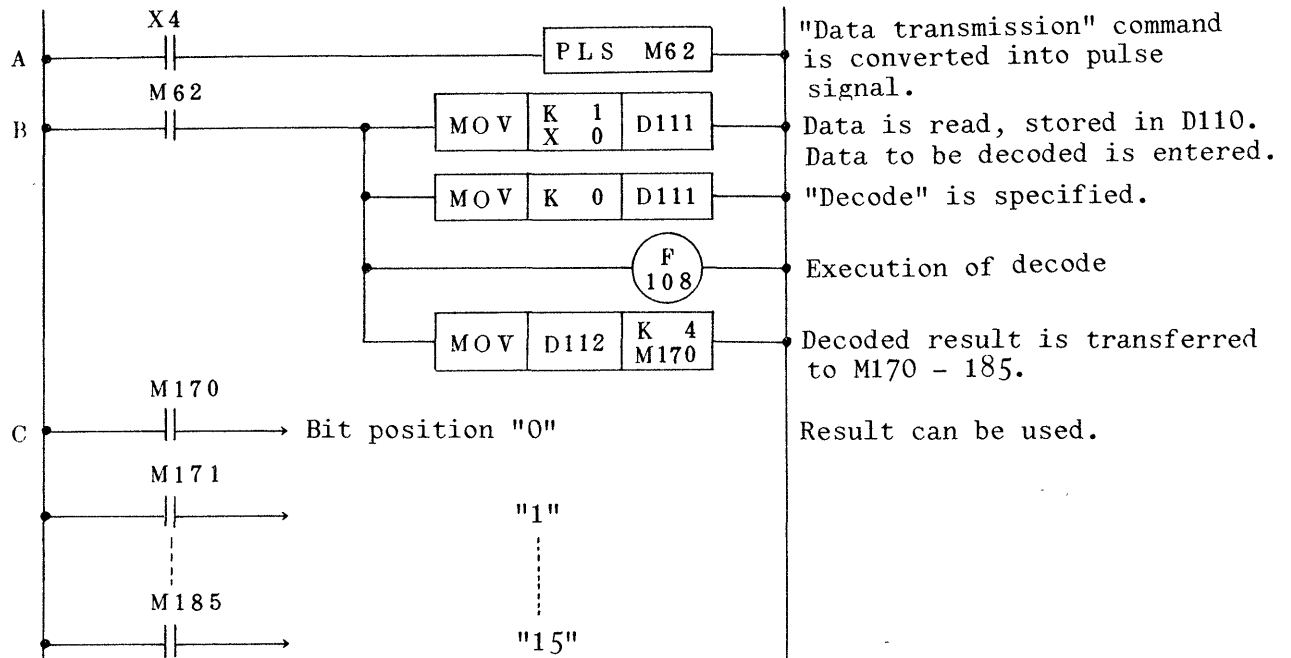 X4
A PLS M62 "Data transmission" command
is converted into pulse
signal.
M62
B MOV K 1 X 0 D111 Data is read, stored in D110.
Data to be decoded is entered.
MOV K 0 D111 "Decode" is specified.
F 108 Execution of decode
MOV D112 K 4 M170 Decoded result is transferred
to M170 - 185.
M170
C Bit position "0" Result can be used.
M171
"1"
M185
"15"